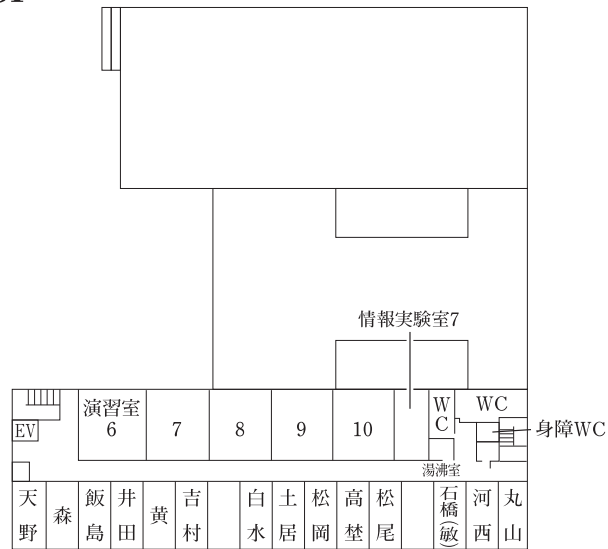 情報実験室7
演習室
6
7
8
9
10
WC
WC
EV
身障WC
湯沸室
天野
森
飯島
井田
黄
吉村
白水
土居
松岡
高埜
松尾
石橋(敏)
河西
丸山